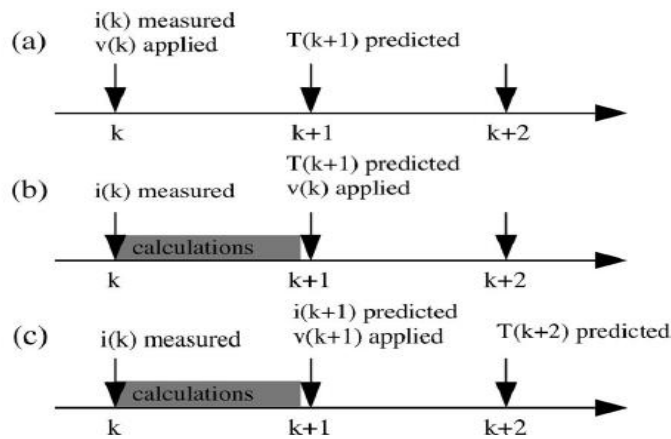 (a)
i(k) measured
v(k) applied
T(k+1) predicted
k
k+1
k+2
(b)
i(k) measured
T(k+1) predicted
v(k) applied
calculations
k
k+1
k+2
(c)
i(k) measured
i(k+1) predicted
v(k+1) applied
T(k+2) predicted
calculations
k
k+1
k+2